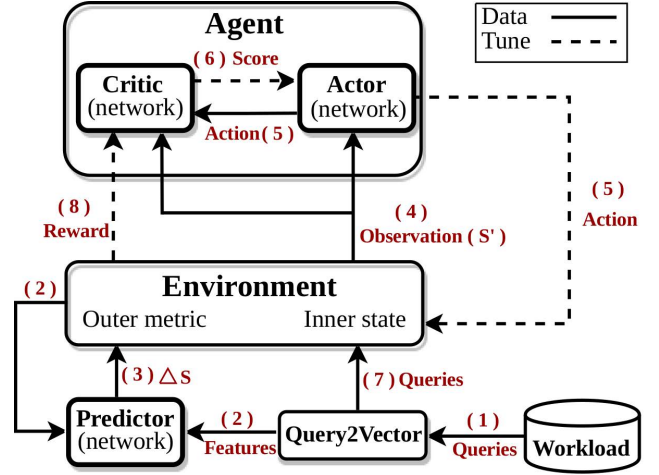 Agent
Data
Tune
( 6 ) Score
Critic
(network)
Actor
(network)
Action( 5 )
( 8 )
Reward
( 4 )
Observation ( S' )
( 5 )
Action
( 2 )
Environment
Outer metric
Inner state
( 3 ) △ S
( 7 ) Queries
Predictor
(network)
( 2 )
Features
Query2Vector
( 1 )
Queries
Workload